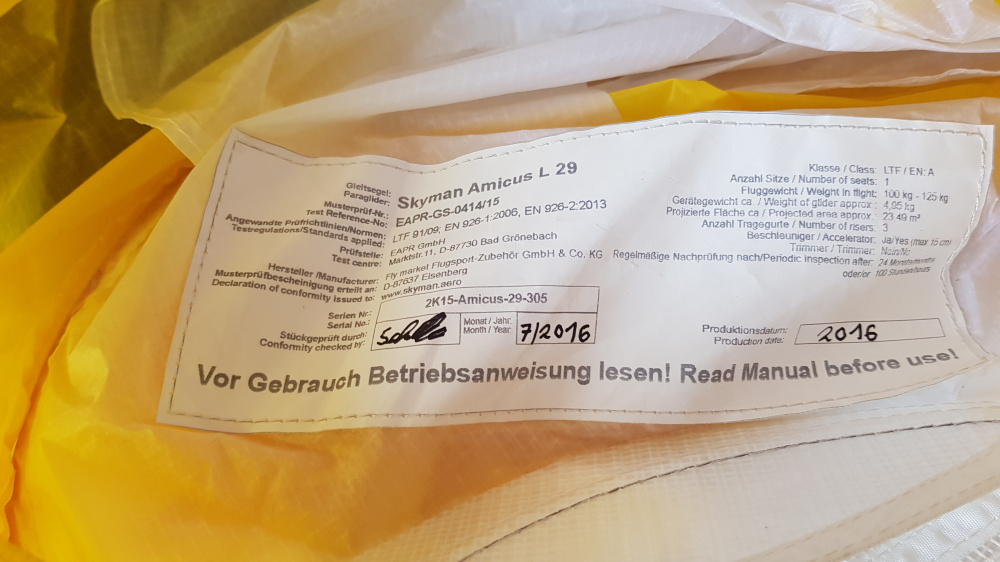 Gleitsegel:
Paraglider: Skyman Amicus L 29
Musterprüf-Nr.:
Test Reference-No: EAPR-GS-0414/15
Angewandte Prüfrichtlinien/Normen:
Testregulations/Standards applied: LTF 91/09; EN 926-1:2006, EN 926-2:2013
Prüfstelle: EAPR GmbH
Test centre: Marktstr.11, D-87730 Bad Grönebach
Hersteller /Manufacturer: Fly market Flugsport-Zubehör GmbH & Co. KG
Musterprüfbescheinigung erteilt an: D-87637 Eisenberg
Declaration of conformity issued to: www.skyman.aero
Serien Nr.:
Serial No.: 2K15-Amicus-29-305
Stückgeprüft durch:
Conformity checked by:
Monat / Jahr:
Month / Year: 7/2016
Klasse / Class: LTF / EN: A
Anzahl Sitze / Number of seats: 1
Fluggewicht / Weight in flight: 100 kg - 125 kg
Gerätegewicht ca. / Weight of glider approx.: 4,95 kg
Projizierte Fläche ca / Projected area approx.: 23.49 m²
Anzahl Tragegurte / Number of risers: 3
Beschleuniger / Accelerator: Ja/Yes (max 15 cm)
Trimmer / Trimmer: Nein/No
Regelmäßige Nachprüfung nach/Periodic inspection after: 24 Monate/months
oder/or 100 Stunden/hours
Produktionsdatum:
Production date: 2016
Vor Gebrauch Betriebsanweisung lesen! Read Manual before use!